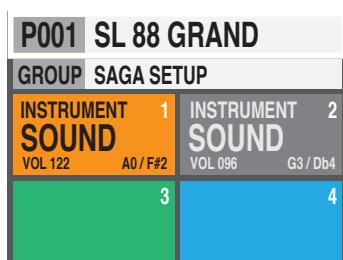 P001 SL 88 GRAND
GROUP SAGA SETUP
INSTRUMENT 1
SOUND
VOL 122 A0 / F#2
INSTRUMENT 2
SOUND
VOL 096 G3 / Db4
3
4